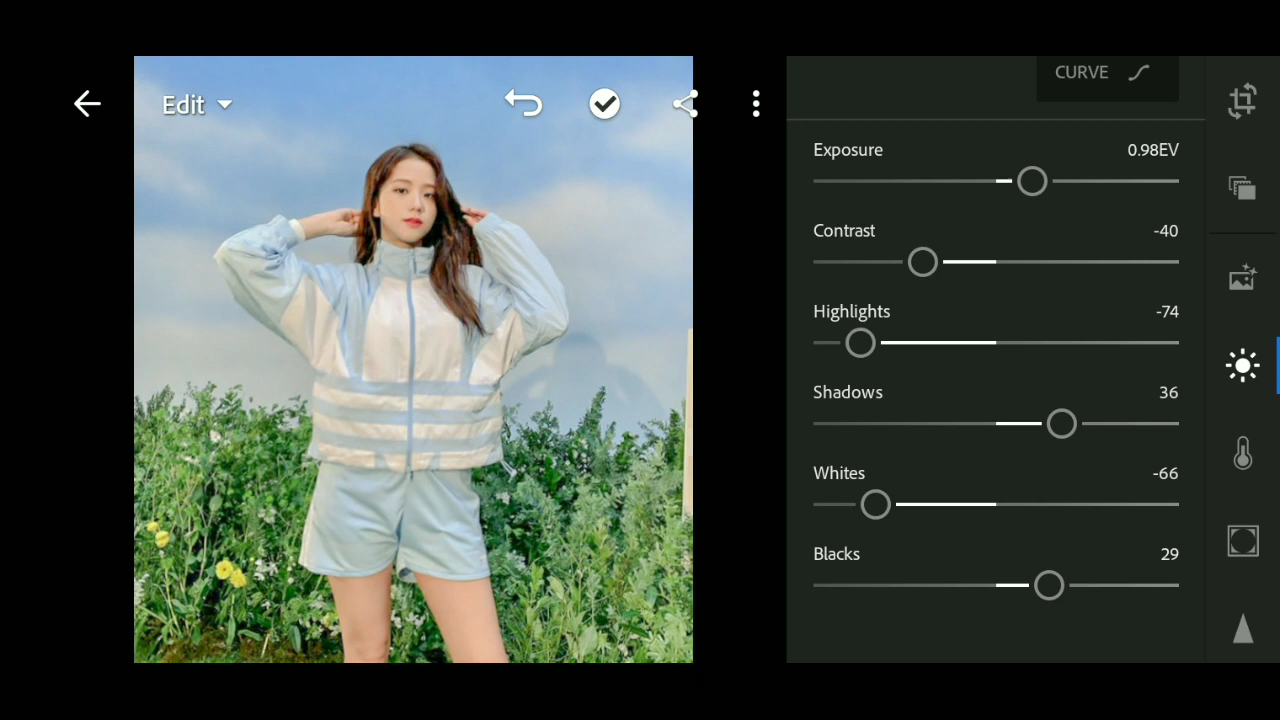 Edit
CURVE
Exposure 0.98EV
Contrast -40
Highlights -74
Shadows 36
Whites -66
Blacks 29